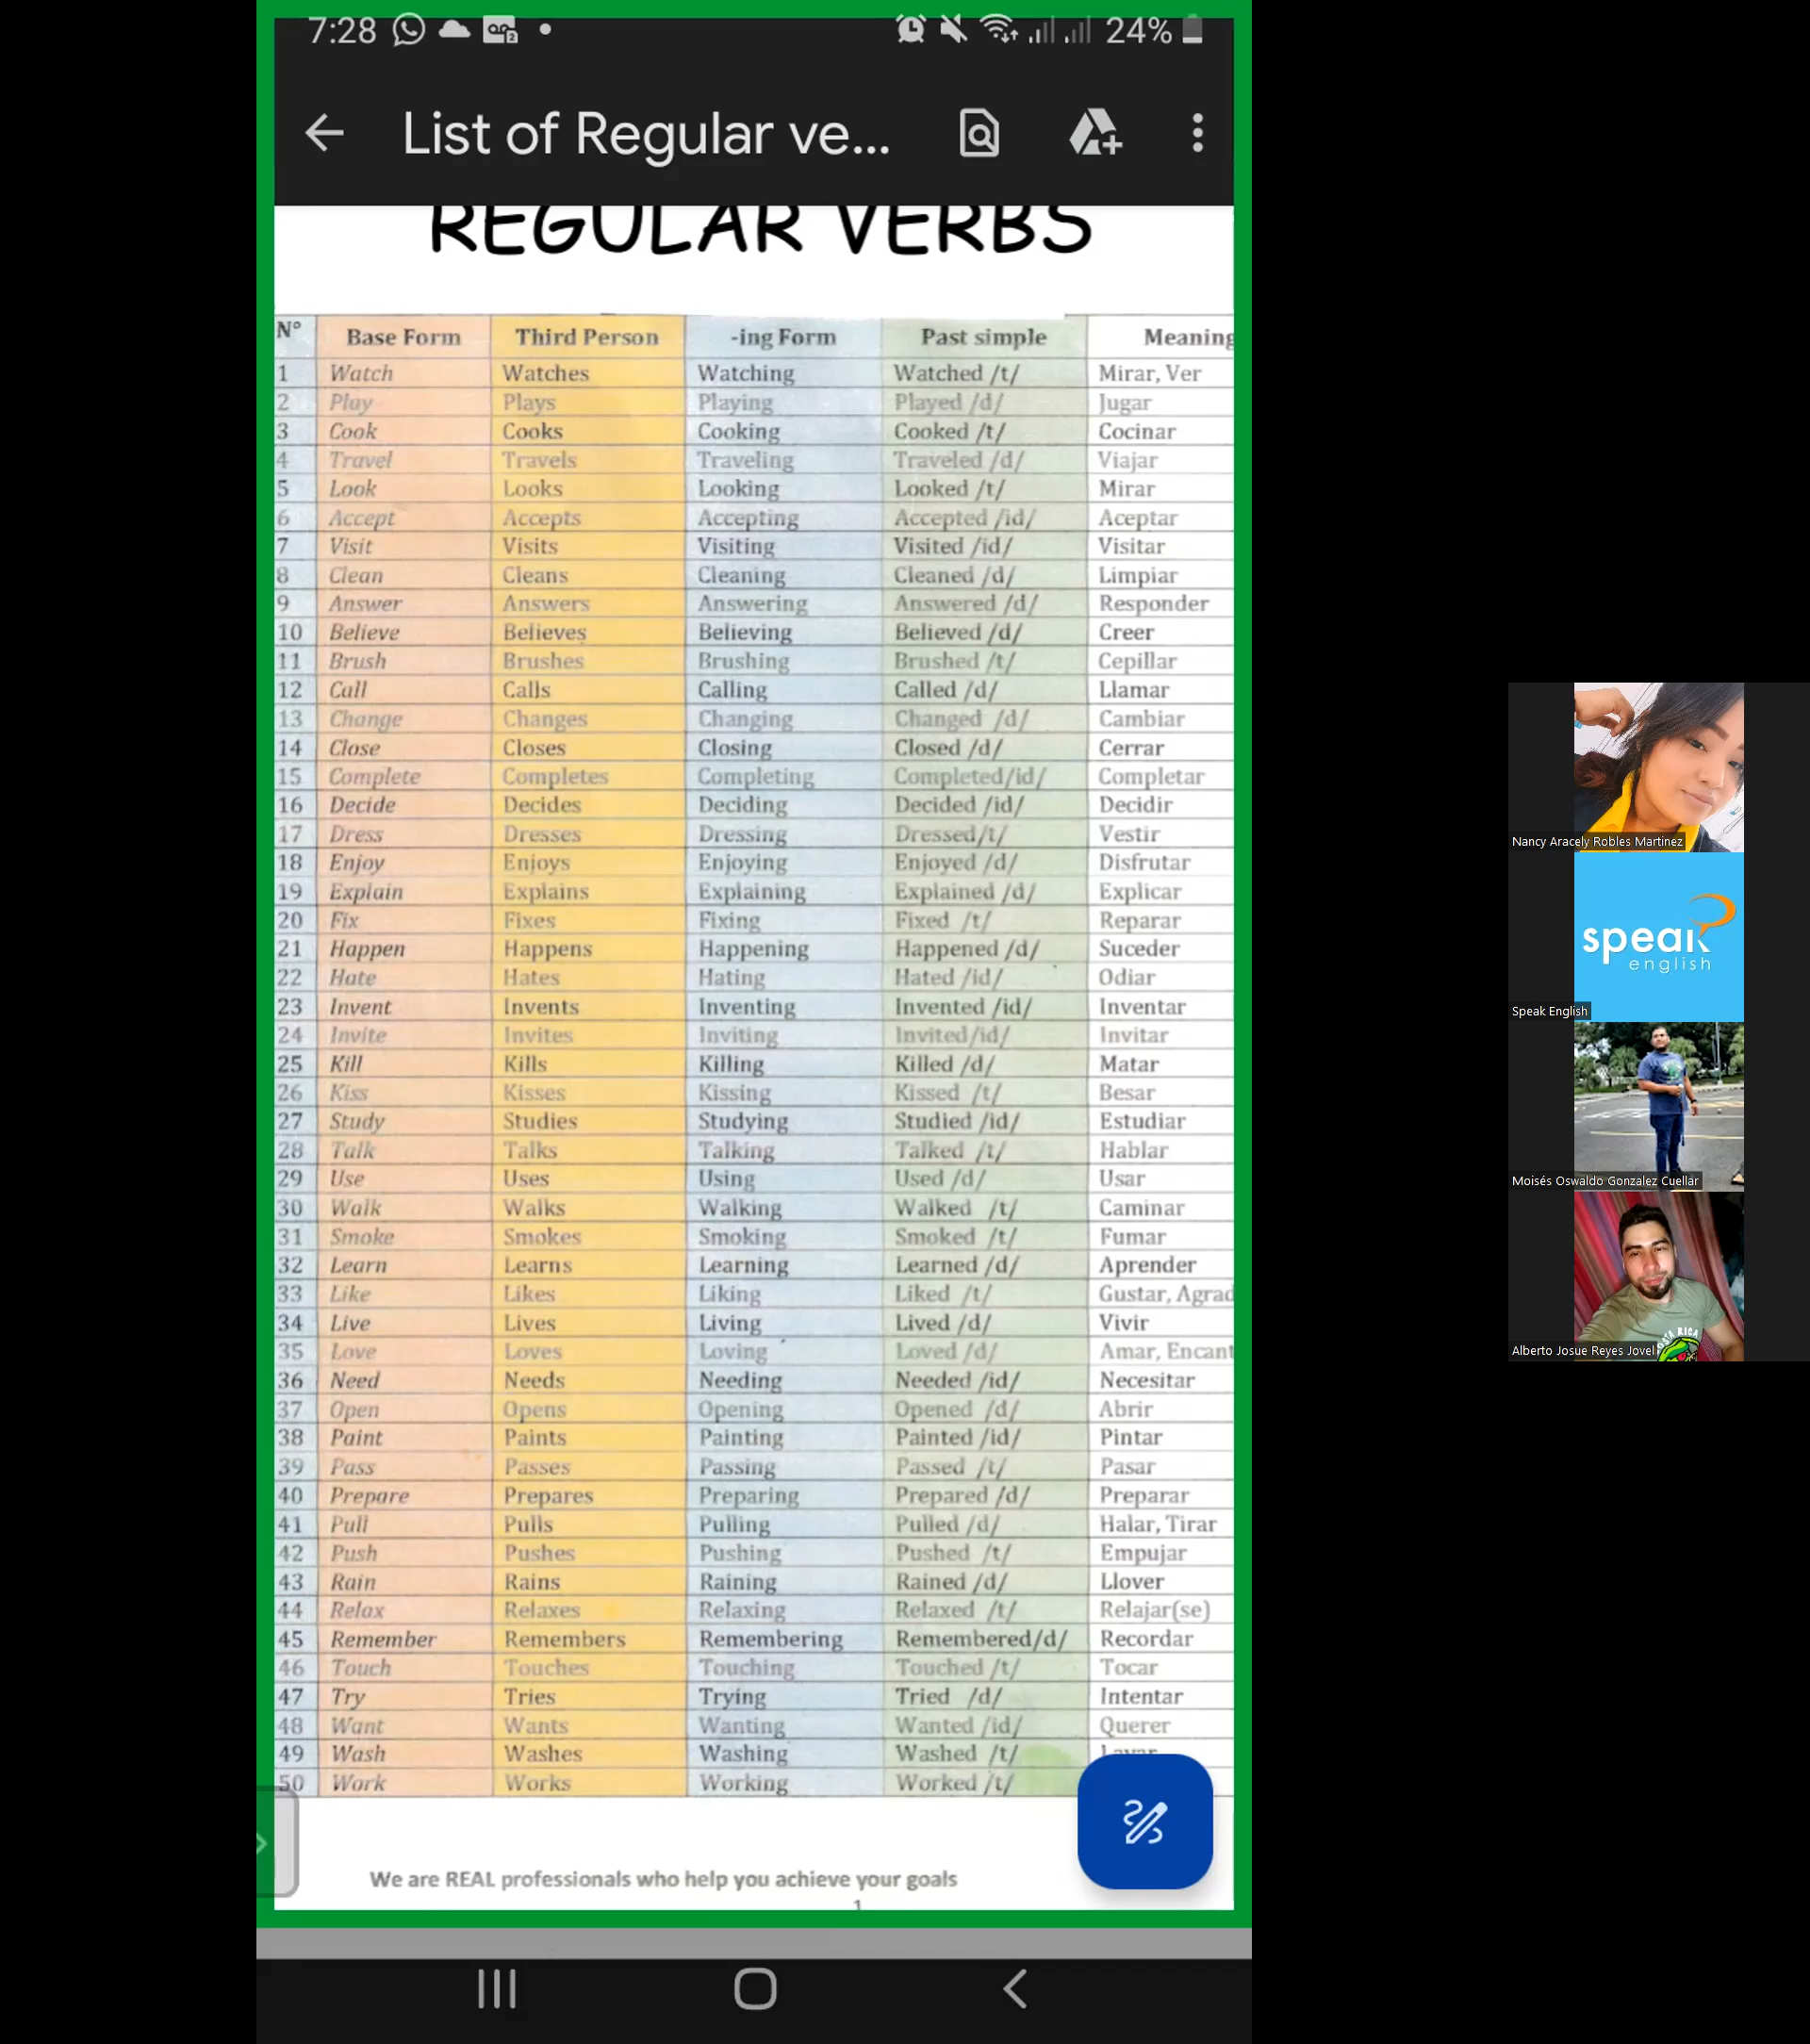 7:28 24%
List of Regular ve...
REGULAR VERBS
N° Base Form Third Person -ing Form Past simple Meaning
1 Watch Watches Watching Watched /t/ Mirar, Ver
2 Play Plays Playing Played /d/ Jugar
3 Cook Cooks Cooking Cooked /t/ Cocinar
4 Travel Travels Traveling Traveled /d/ Viajar
5 Look Looks Looking Looked /t/ Mirar
6 Accept Accepts Accepting Accepted /id/ Aceptar
7 Visit Visits Visiting Visited /id/ Visitar
8 Clean Cleans Cleaning Cleaned /d/ Limpiar
9 Answer Answers Answering Answered /d/ Responder
10 Believe Believes Believing Believed /d/ Creer
11 Brush Brushes Brushing Brushed /t/ Cepillar
12 Call Calls Calling Called /d/ Llamar
13 Change Changes Changing Changed /d/ Cambiar
14 Close Closes Closing Closed /d/ Cerrar
15 Complete Completes Completing Completed/id/ Completar
16 Decide Decides Deciding Decided /id/ Decidir
17 Dress Dresses Dressing Dressed/t/ Vestir
18 Enjoy Enjoys Enjoying Enjoyed /d/ Disfrutar
19 Explain Explains Explaining Explained /d/ Explicar
20 Fix Fixes Fixing Fixed /t/ Reparar
21 Happen Happens Happening Happened /d/ Suceder
22 Hate Hates Hating Hated /id/ Odiar
23 Invent Invents Inventing Invented /id/ Inventar
24 Invite Invites Inviting Invited/id/ Invitar
25 Kill Kills Killing Killed /d/ Matar
26 Kiss Kisses Kissing Kissed /t/ Besar
27 Study Studies Studying Studied /id/ Estudiar
28 Talk Talks Talking Talked /t/ Hablar
29 Use Uses Using Used /d/ Usar
30 Walk Walks Walking Walked /t/ Caminar
31 Smoke Smokes Smoking Smoked /t/ Fumar
32 Learn Learns Learning Learned /d/ Aprender
33 Like Likes Liking Liked /t/ Gustar, Agrad
34 Live Lives Living Lived /d/ Vivir
35 Love Loves Loving Loved /d/ Amar, Encant
36 Need Needs Needing Needed /id/ Necesitar
37 Open Opens Opening Opened /d/ Abrir
38 Paint Paints Painting Painted /id/ Pintar
39 Pass Passes Passing Passed /t/ Pasar
40 Prepare Prepares Preparing Prepared /d/ Preparar
41 Pull Pulls Pulling Pulled /d/ Halar, Tirar
42 Push Pushes Pushing Pushed /t/ Empujar
43 Rain Rains Raining Rained /d/ Llover
44 Relax Relaxes Relaxing Relaxed /t/ Relajar(se)
45 Remember Remembers Remembering Remembered/d/ Recordar
46 Touch Touches Touching Touched /t/ Tocar
47 Try Tries Trying Tried /d/ Intentar
48 Want Wants Wanting Wanted /id/ Querer
49 Wash Washes Washing Washed /t/ Lavar
50 Work Works Working Worked /t/
We are REAL professionals who help you achieve your goals
1
Nancy Aracely Robles Martinez
speak
english
Speak English
Moisés Oswaldo Gonzalez Cuellar
COSTA RICA
Alberto Josue Reyes Jovel